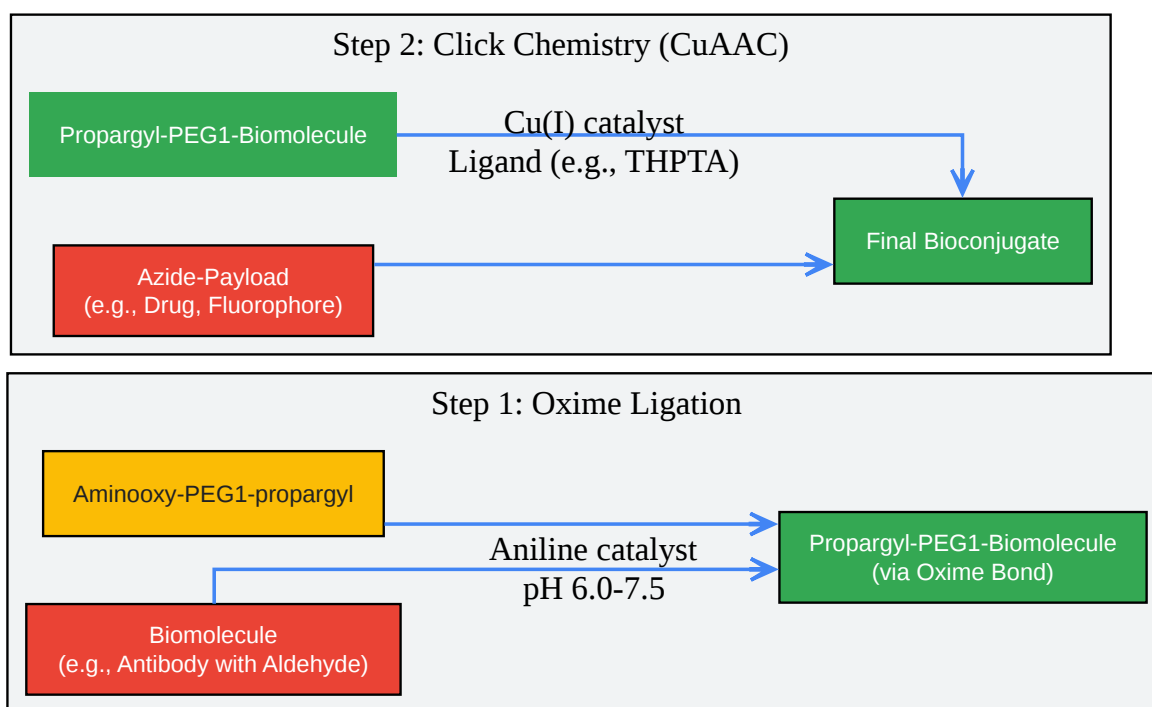 Step 2: Click Chemistry (CuAAC)
Propargyl-PEG1-Biomolecule
Cu(I) catalyst
Ligand (e.g., THPTA)
Final Bioconjugate
Azide-Payload
(e.g., Drug, Fluorophore)
Step 1: Oxime Ligation
Aminooxy-PEG1-propargyl
Aniline catalyst
pH 6.0-7.5
Propargyl-PEG1-Biomolecule
(via Oxime Bond)
Biomolecule
(e.g., Antibody with Aldehyde)